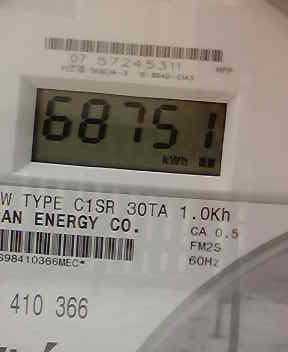 07 57245311
68751
kWh
W TYPE C1SR 30TA 1.0Kh
AN ENERGY CO.
CA 0.5
FM2S
60Hz
S98410366MEC*
410 366